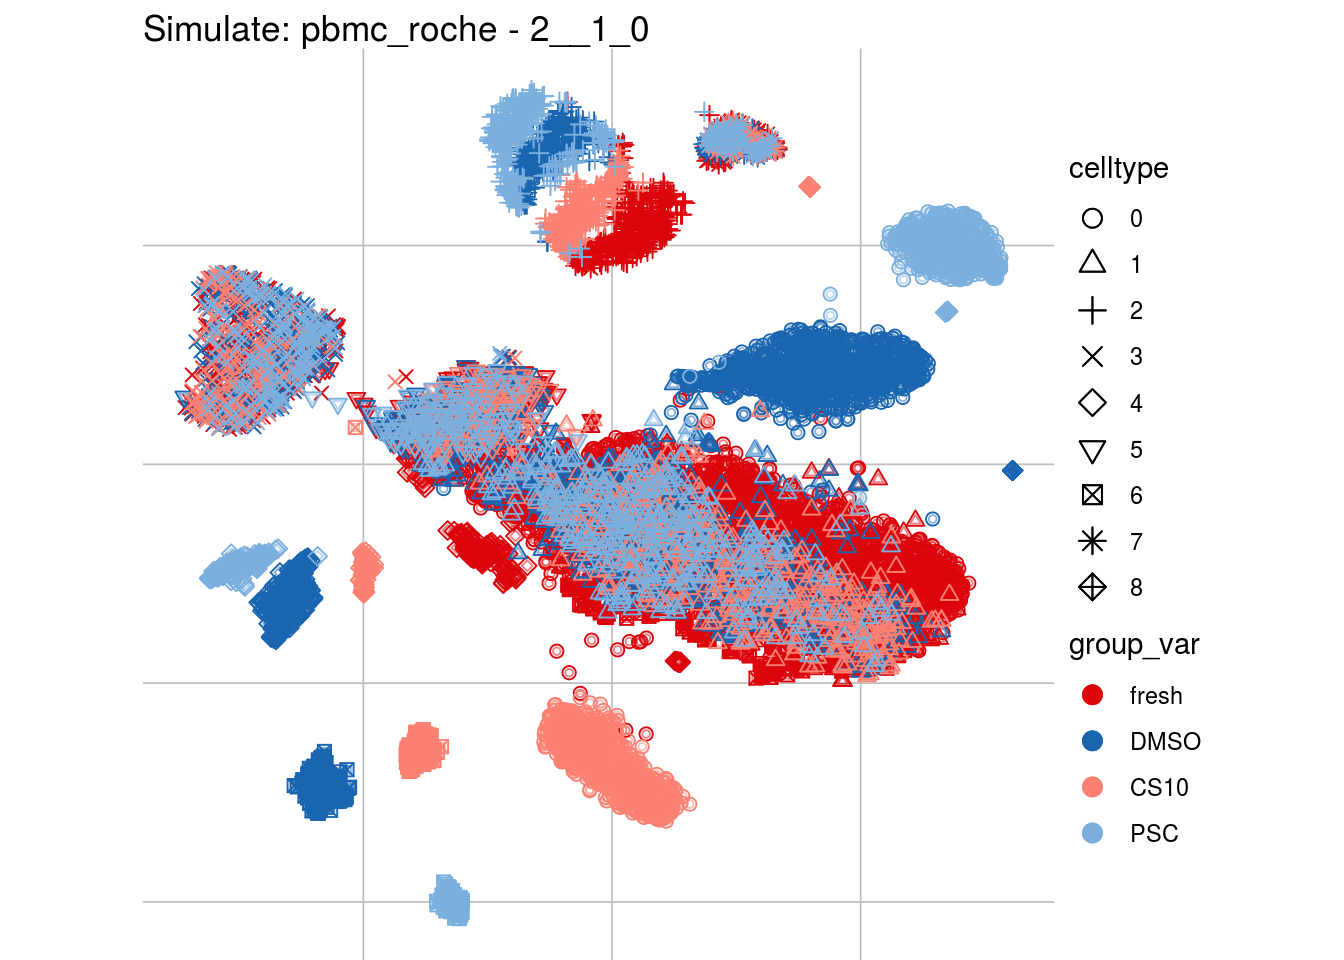 Simulate: pbmc_roche - 2__1_0
celltype
0
1
2
3
4
5
6
7
8
group_var
fresh
DMSO
CS10
PSC